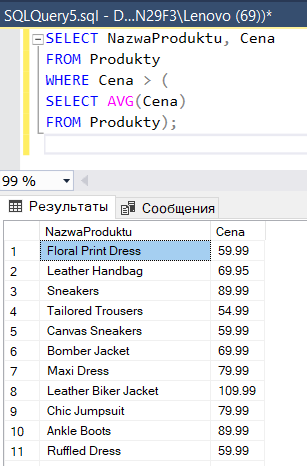 SQLQuery5.sql - D...N29F3\Lenovo (69))*
SELECT NazwaProduktu, Cena
FROM Produkty
WHERE Cena > (
SELECT AVG(Cena)
FROM Produkty);
99 %
Результаты Сообщения
NazwaProduktu Cena
1 Floral Print Dress 59.99
2 Leather Handbag 69.95
3 Sneakers 89.99
4 Tailored Trousers 54.99
5 Canvas Sneakers 59.99
6 Bomber Jacket 69.99
7 Maxi Dress 79.99
8 Leather Biker Jacket 109.99
9 Chic Jumpsuit 79.99
10 Ankle Boots 89.99
11 Ruffled Dress 59.99